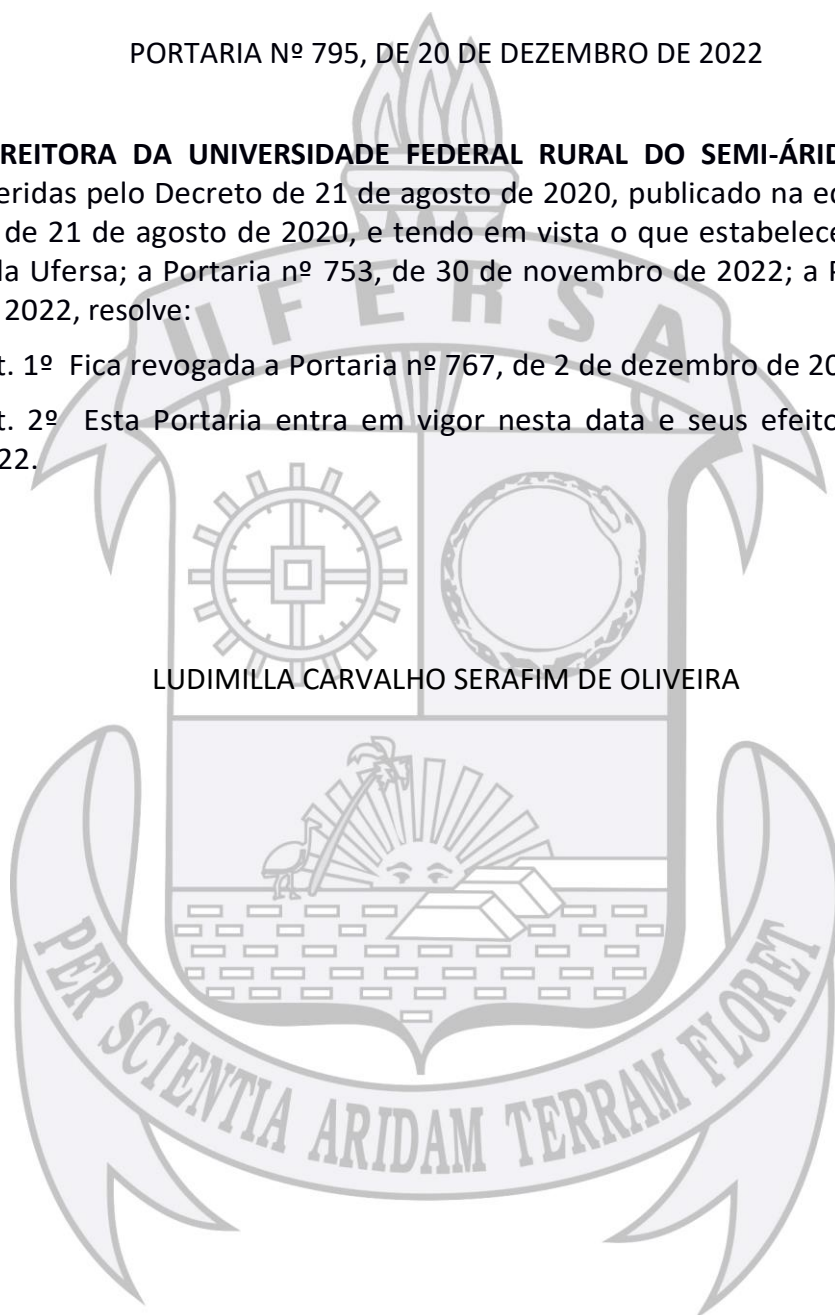 PORTARIA Nº 795, DE 20 DE DEZEMBRO DE 2022
REITORA DA UNIVERSIDADE FEDERAL RURAL DO SEMI-ÁRID
eridas pelo Decreto de 21 de agosto de 2020, publicado na
de 21 de agosto de 2020, e tendo em vista o que estabelece
la Ufersa; a Portaria nº 753, de 30 de novembro de 2022; a
2022, resolve:
t. 1º Fica revogada a Portaria nº 767, de 2 de dezembro de 20
t. 2º Esta Portaria entra em vigor nesta data e seus efeito
22.
UFERSA
LUDIMILLA CARVALHO SERAFIM DE OLIVEIRA
PER SCIENTIA ARIDAM TERRAM FLORET